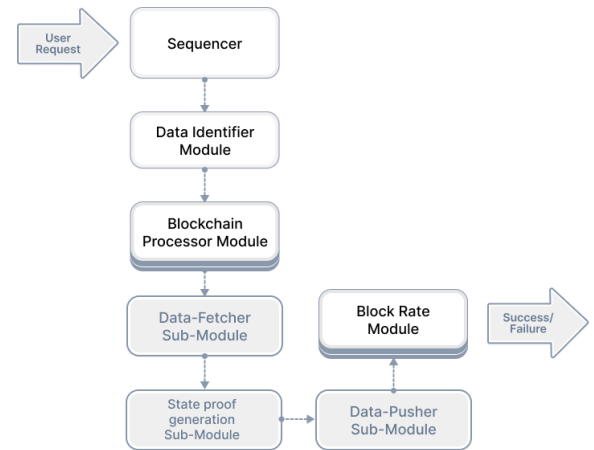 User
Request
Sequencer
Data Identifier
Module
Blockchain
Processor Module
Data-Fetcher
Sub-Module
State proof
generation
Sub-Module
Data-Pusher
Sub-Module
Block Rate
Module
Success/
Failure